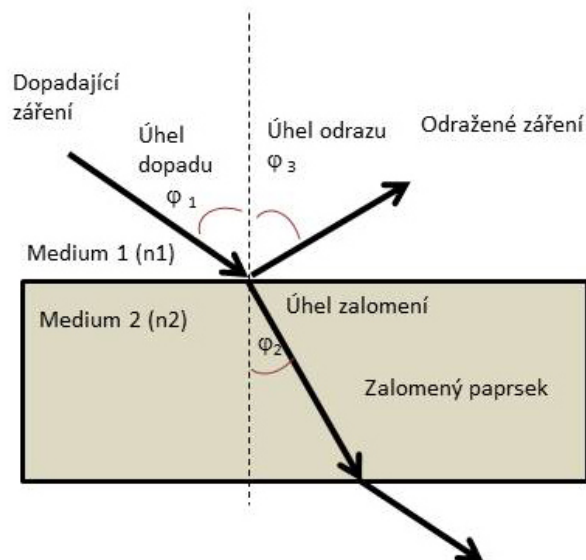 Dopadající
záření
Úhel
dopadu
φ 1
Úhel odrazu
φ 3
Odražené záření
Medium 1 (n1)
Medium 2 (n2)
Úhel zalomení
φ2
Zalomený paprsek